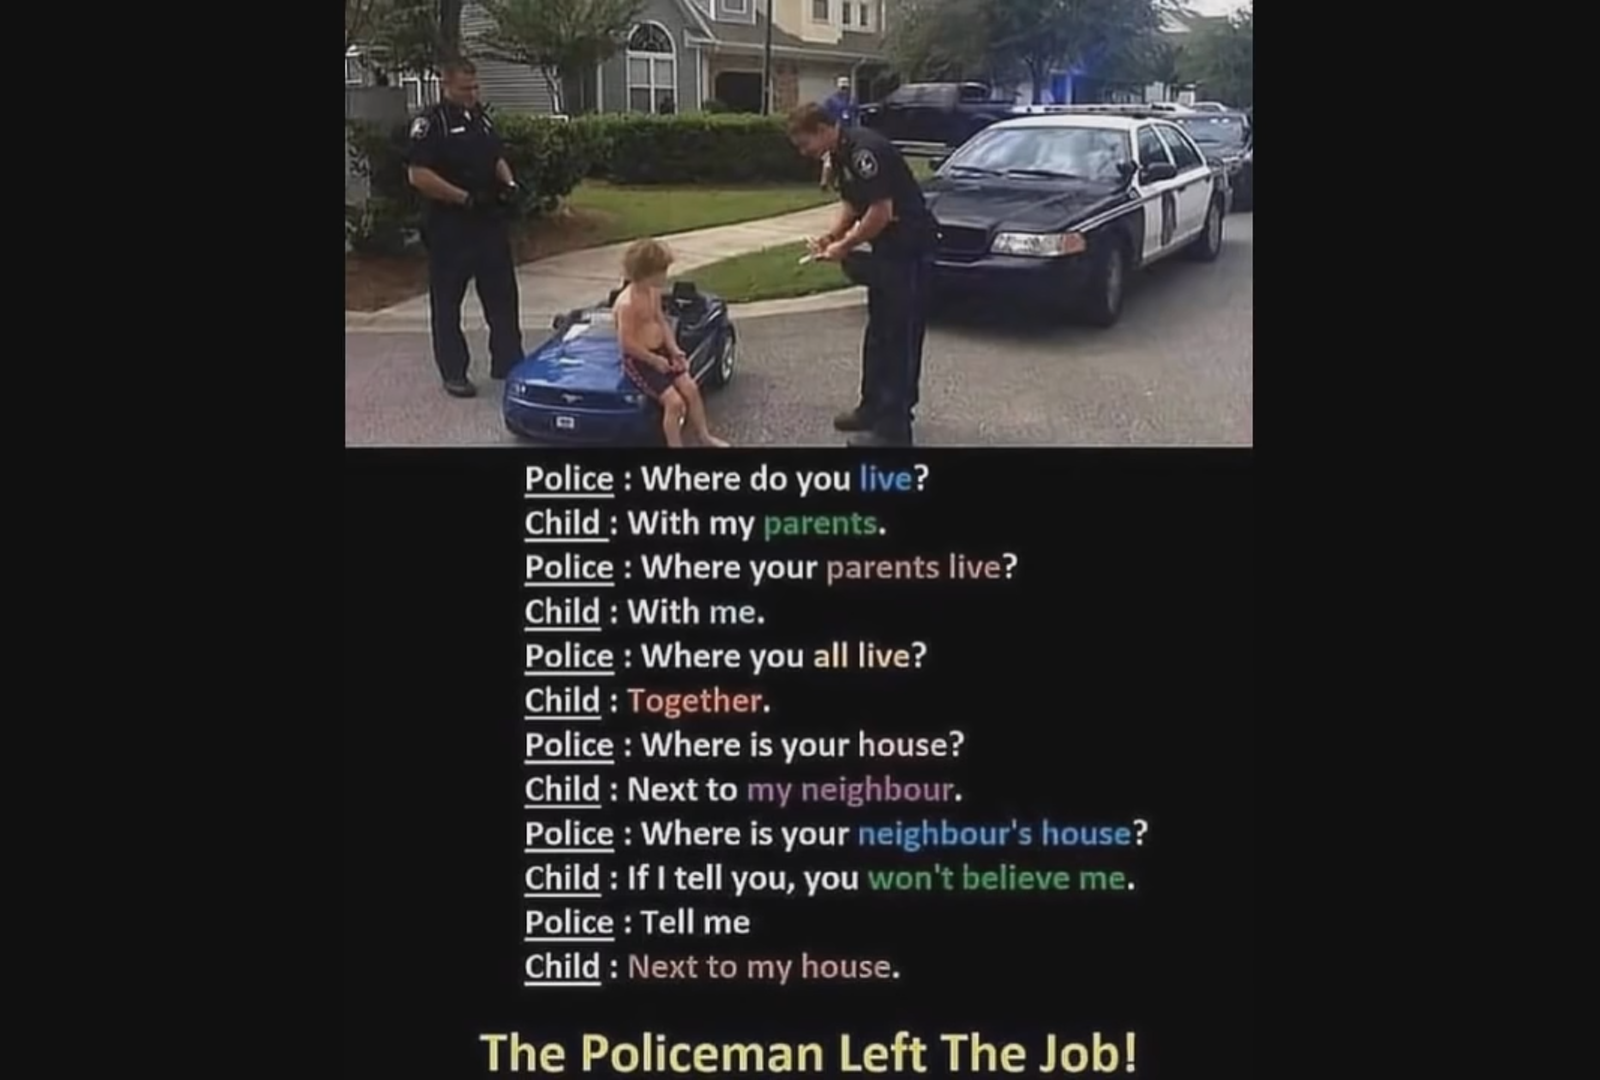 Police : Where do you live?
Child : With my parents.
Police : Where your parents live?
Child : With me.
Police : Where you all live?
Child : Together.
Police : Where is your house?
Child : Next to my neighbour.
Police : Where is your neighbour's house?
Child : If I tell you, you won't believe me.
Police : Tell me
Child : Next to my house.
The Policeman Left The Job!